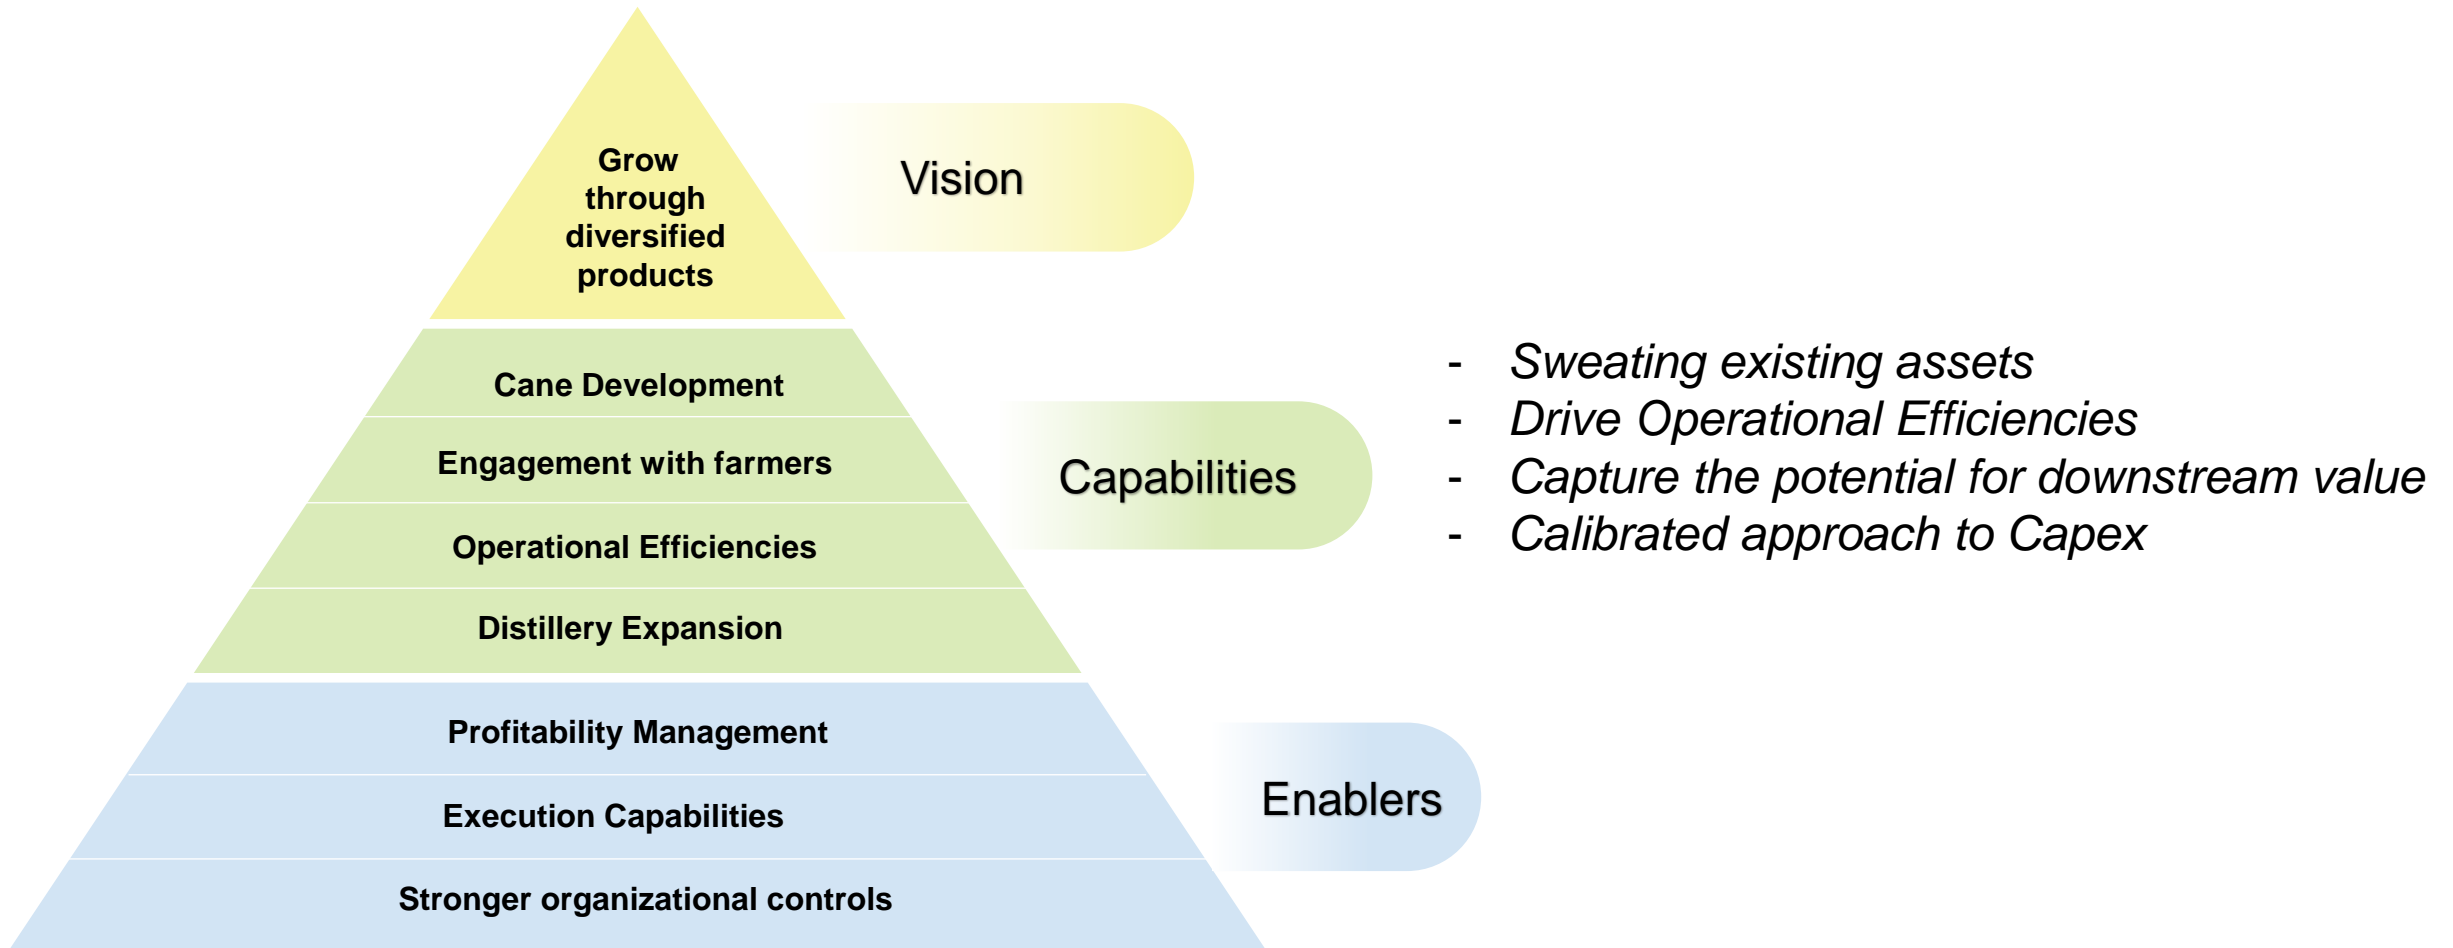 Grow
through
diversified
products
Vision
Cane Development
Engagement with farmers
Operational Efficiencies
Distillery Expansion
Capabilities
- Sweating existing assets
- Drive Operational Efficiencies
- Capture the potential for downstream value
- Calibrated approach to Capex
Profitability Management
Execution Capabilities
Stronger organizational controls
Enablers